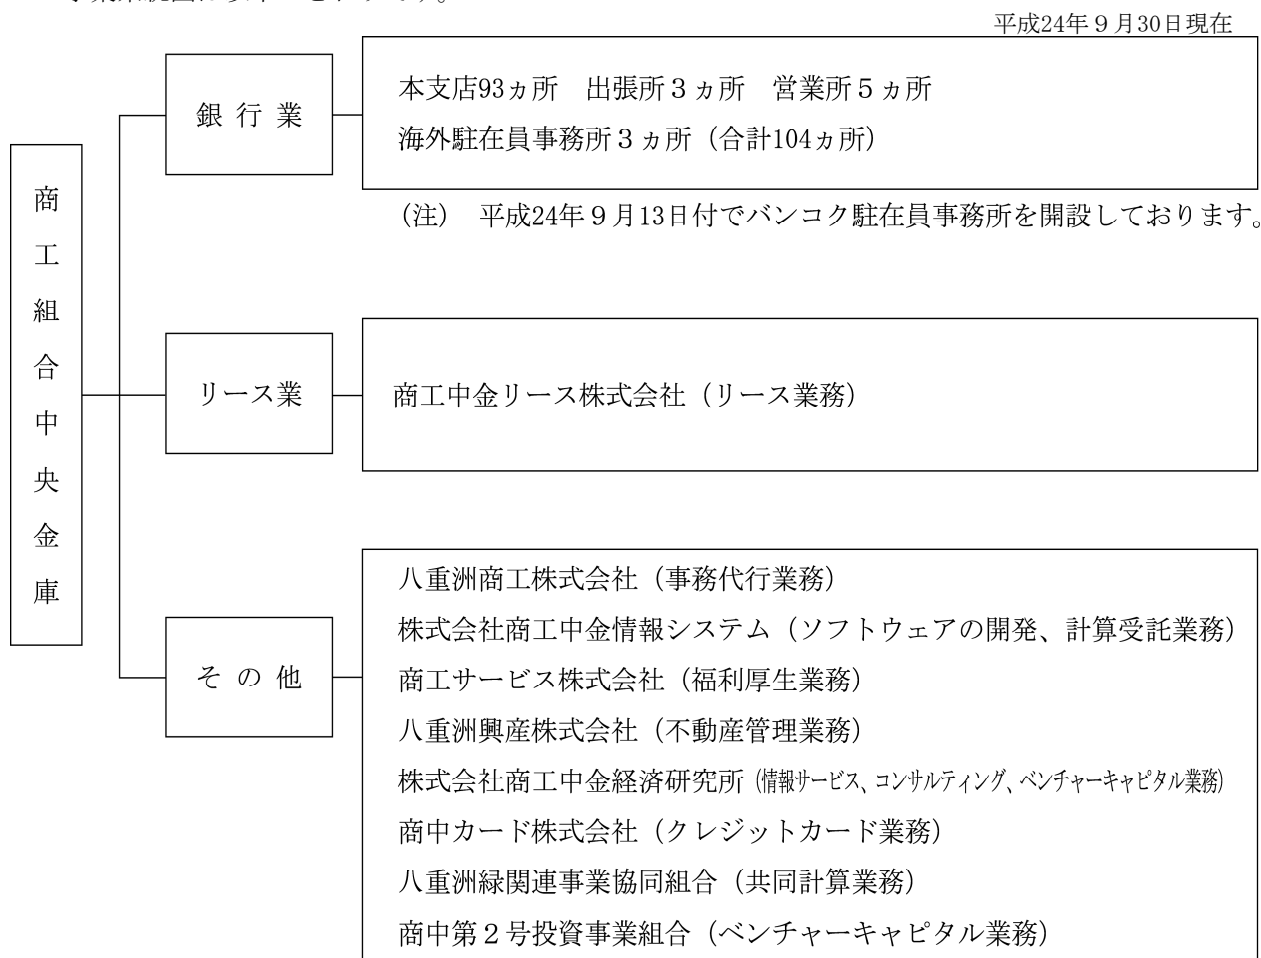 平成24年９月30日現在
商工組合中央金庫
銀行業
本支店93ヵ所　出張所３ヵ所　営業所５ヵ所
海外駐在員事務所３ヵ所（合計104ヵ所）
（注）　平成24年９月13日付でバンコク駐在員事務所を開設しております。
リース業
商工中金リース株式会社（リース業務）
その他
八重洲商工株式会社（事務代行業務）
株式会社商工中金情報システム（ソフトウェアの開発、計算受託業務）
商工サービス株式会社（福利厚生業務）
八重洲興産株式会社（不動産管理業務）
株式会社商工中金経済研究所（情報サービス、コンサルティング、ベンチャーキャピタル業務）
商中カード株式会社（クレジットカード業務）
八重洲緑関連事業協同組合（共同計算業務）
商中第２号投資事業組合（ベンチャーキャピタル業務）